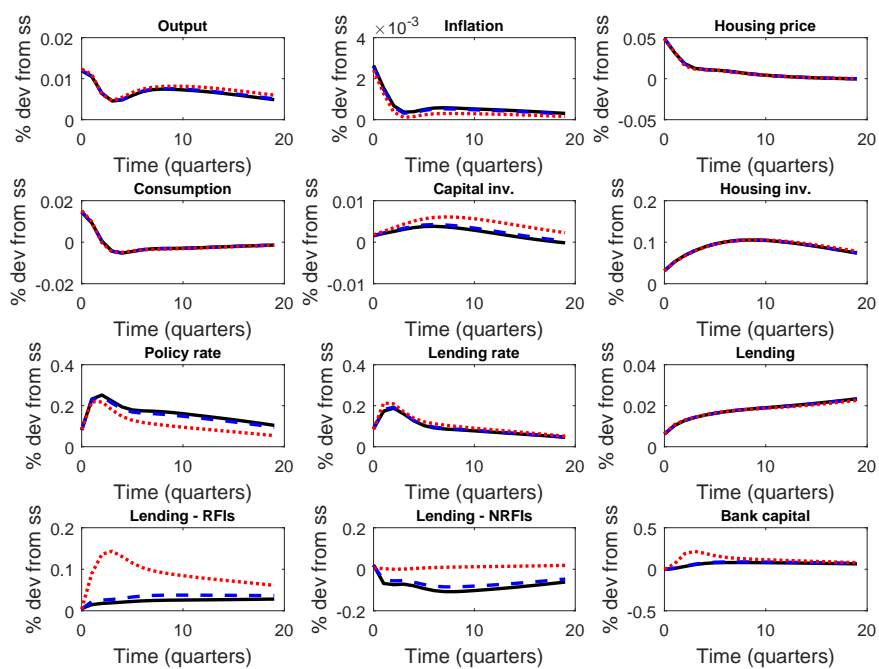 Output
% dev from ss
0.02
0.01
0
0 10 20
Time (quarters)
Inflation
% dev from ss
× 10⁻³
4
2
0
0 10 20
Time (quarters)
Housing price
% dev from ss
0.05
0
-0.05
0 10 20
Time (quarters)
Consumption
% dev from ss
0.02
0
-0.02
0 10 20
Time (quarters)
Capital inv.
% dev from ss
0.01
0
-0.01
0 10 20
Time (quarters)
Housing inv.
% dev from ss
0.2
0.1
0
0 10 20
Time (quarters)
Policy rate
% dev from ss
0.4
0.2
0
0 10 20
Time (quarters)
Lending rate
% dev from ss
0.4
0.2
0
0 10 20
Time (quarters)
Lending
% dev from ss
0.04
0.02
0
0 10 20
Time (quarters)
Lending - RFIs
% dev from ss
0.2
0.1
0
0 10 20
Time (quarters)
Lending - NRFIs
% dev from ss
0.2
0
-0.2
0 10 20
Time (quarters)
Bank capital
% dev from ss
0.5
0
-0.5
0 10 20
Time (quarters)